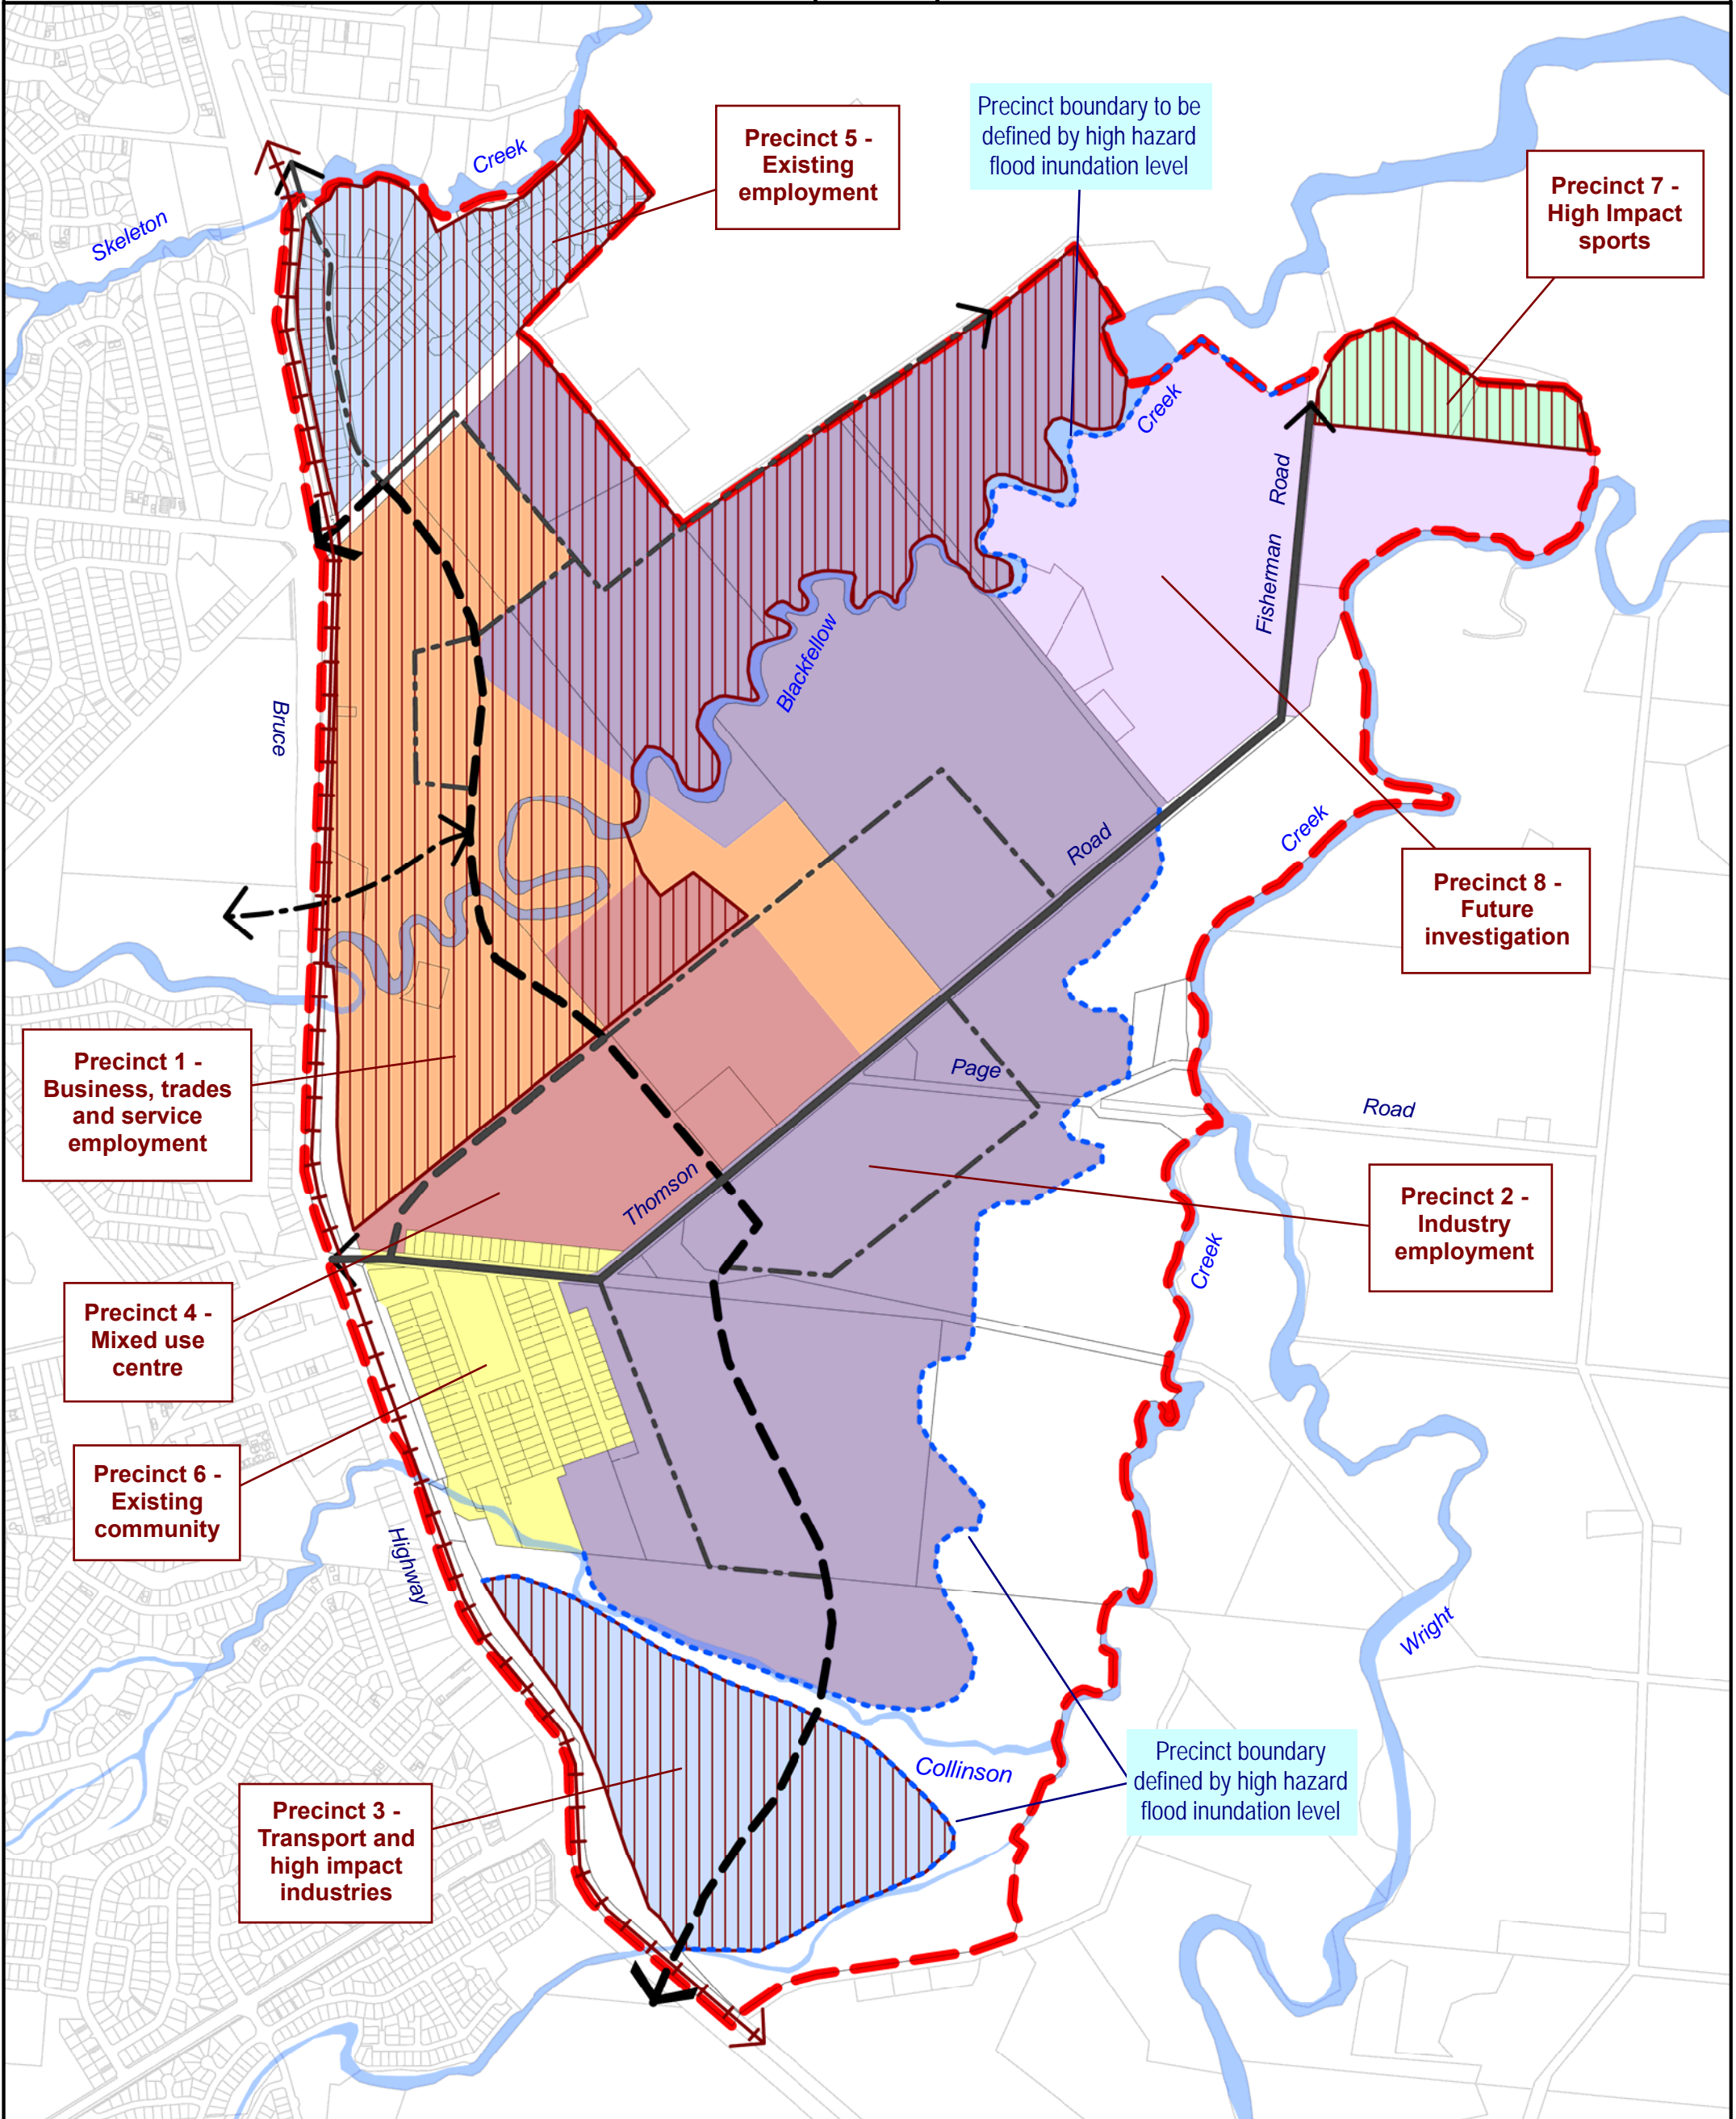 Precinct 5 -
Existing
employment
Precinct boundary to be
defined by high hazard
flood inundation level
Precinct 7 -
High Impact
sports
Creek
Skeleton
Creek
Road
Fisherman
Blackfellow
Bruce
Road
Creek
Precinct 8 -
Future
investigation
Precinct 1 -
Business, trades
and service
employment
Page
Road
Thomson
Precinct 2 -
Industry
employment
Creek
Precinct 4 -
Mixed use
centre
Precinct 6 -
Existing
community
Highway
Wright
Collinson
Precinct boundary
defined by high hazard
flood inundation level
Precinct 3 -
Transport and
high impact
industries